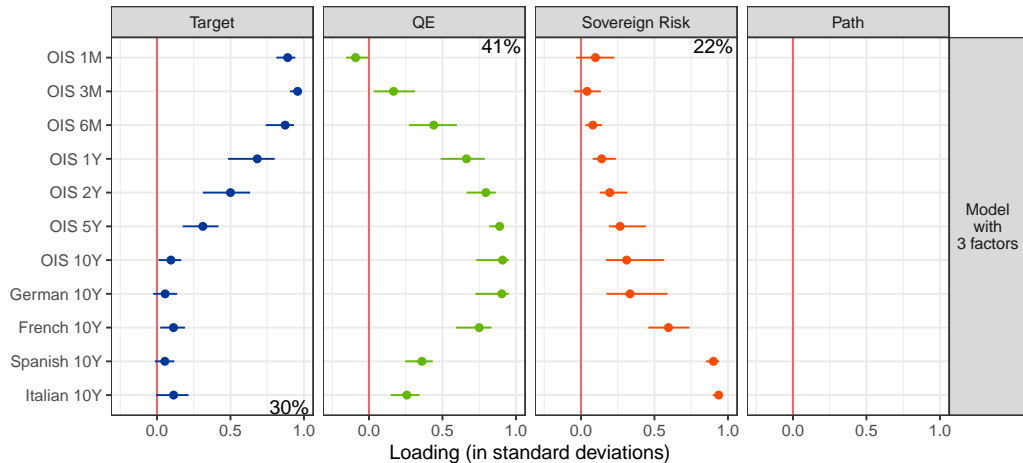 Target QE Sovereign Risk Path
41% 22%
OIS 1M
OIS 3M
OIS 6M
OIS 1Y
OIS 2Y
OIS 5Y
OIS 10Y
German 10Y
French 10Y
Spanish 10Y
Italian 10Y
30%
Model
with
3 factors
0.0 0.5 1.0 0.0 0.5 1.0 0.0 0.5 1.0 0.0 0.5 1.0
Loading (in standard deviations)